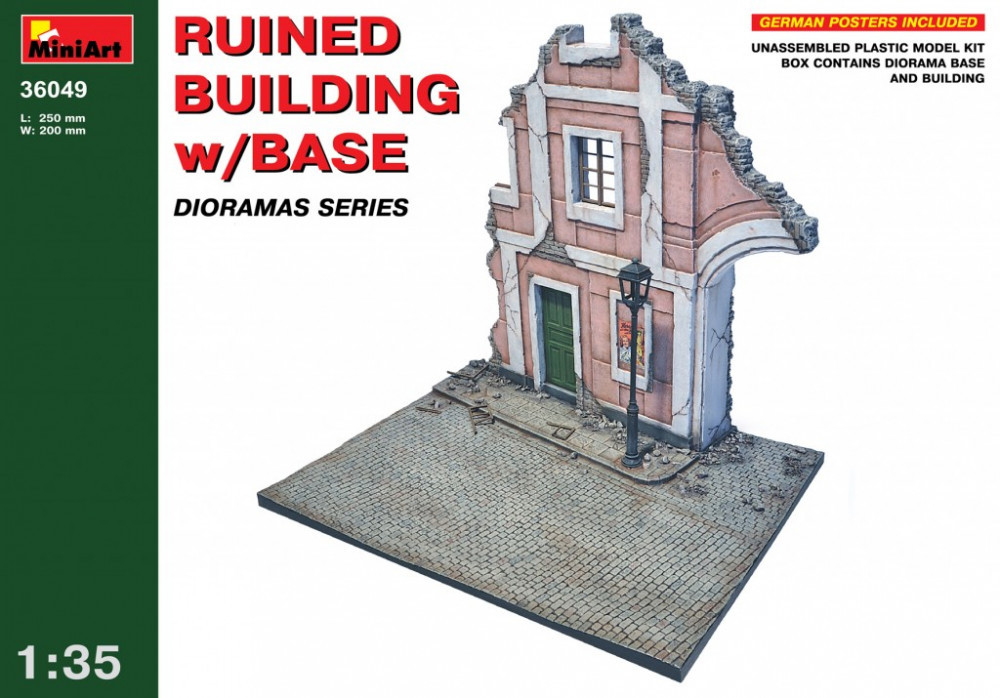 MiniArt
36049
L: 250 mm
W: 200 mm
RUINED
BUILDING
w/BASE
DIORAMAS SERIES
GERMAN POSTERS INCLUDED
UNASSEMBLED PLASTIC MODEL KIT
BOX CONTAINS DIORAMA BASE
AND BUILDING
1:35